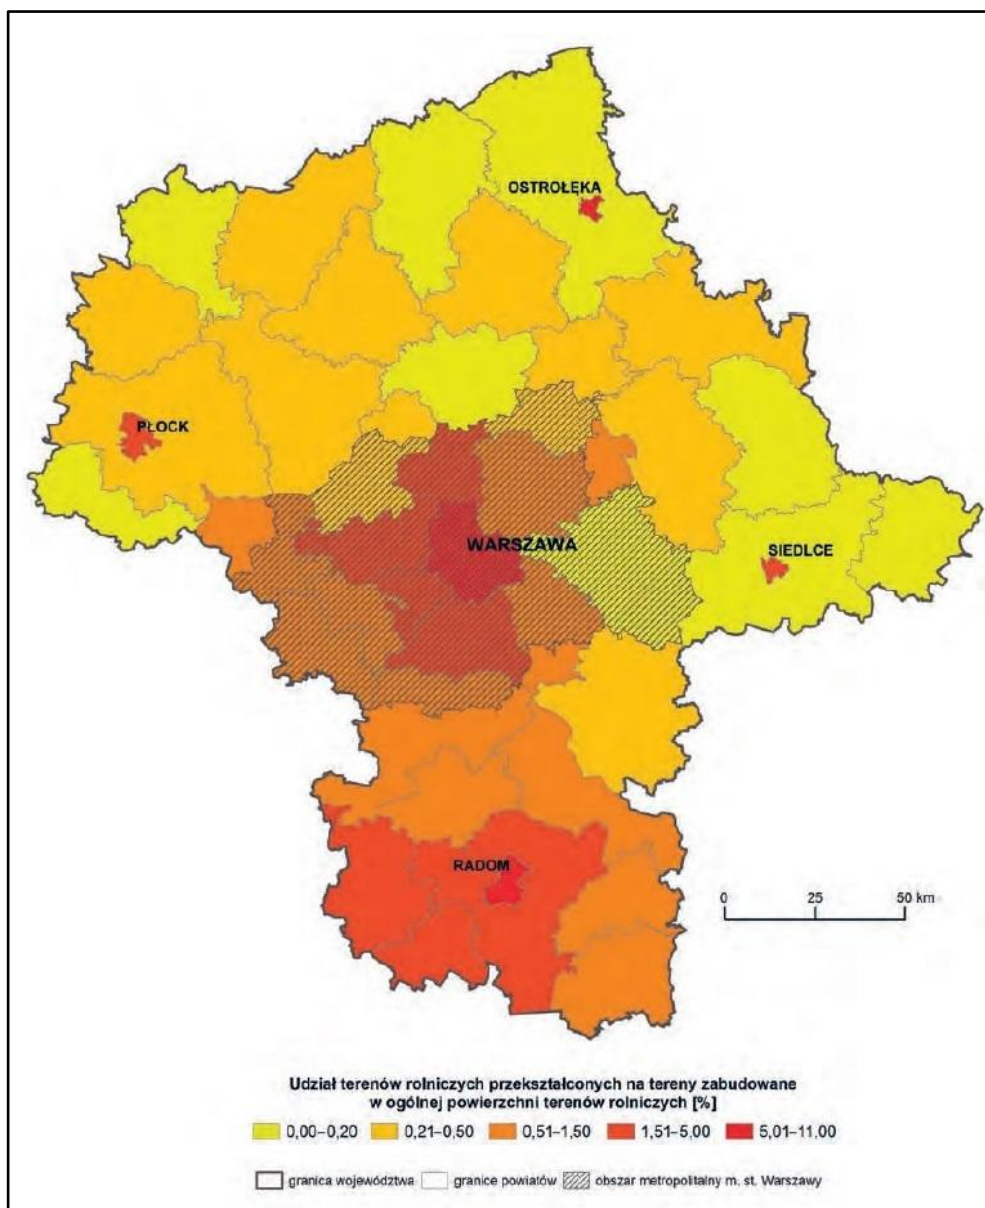 OSTROŁĘKA
PŁOCK
WARSZAWA
SIEDLCE
RADOM
0 25 50 km
Udział terenów rolniczych przekształconych na tereny zabudowane
w ogólnej powierzchni terenów rolniczych [%]
0,00–0,20 0,21–0,50 0,51–1,50 1,51–5,00 5,01–11,00
granica województwa granice powiatów obszar metropolitalny m. st. Warszawy